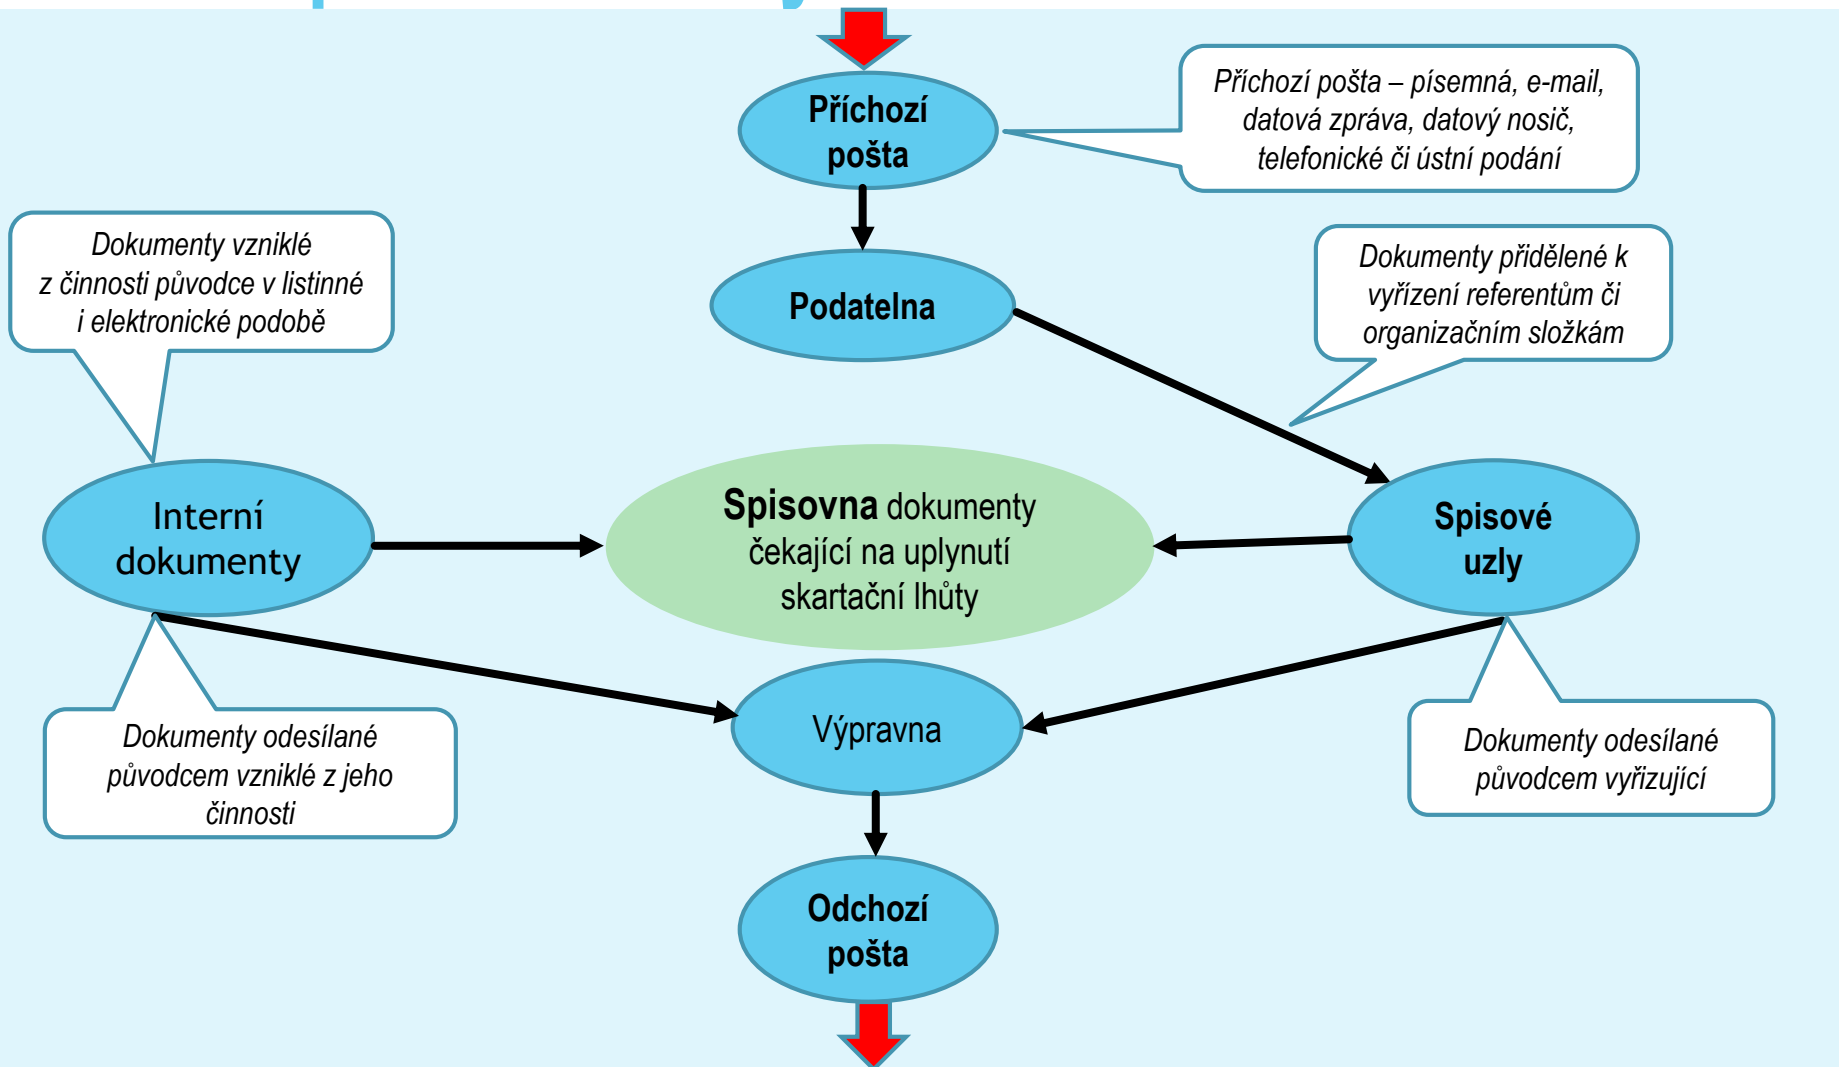 Příchozí
pošta
Příchozí pošta – písemná, e-mail,
datová zpráva, datový nosič,
telefonické či ústní podání
Dokumenty vzniklé
z činnosti původce v listinné
i elektronické podobě
Podatelna
Dokumenty přidělené k
vyřízení referentům či
organizačním složkám
Interní
dokumenty
Spisovna dokumenty
čekající na uplynutí
skartační lhůty
Spisové
uzly
Dokumenty odesílané
původcem vzniklé z jeho
činnosti
Výpravna
Dokumenty odesílané
původcem vyřizující
Odchozí
pošta